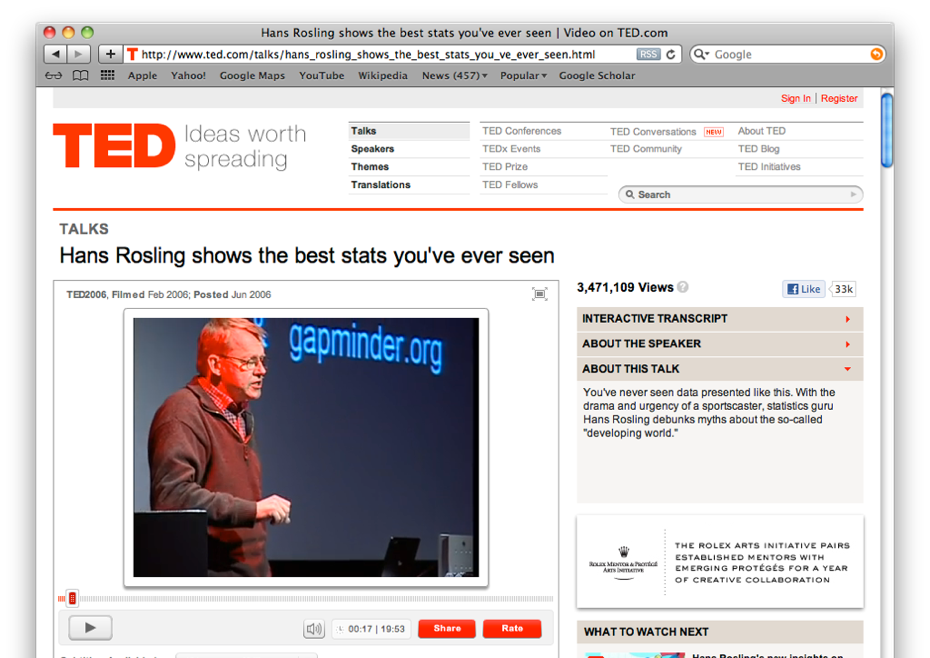 Hans Rosling shows the best stats you've ever seen | Video on TED.com
http://www.ted.com/talks/hans_rosling_shows_the_best_stats_you_ve_ever_seen.html
RSS
Google
Apple Yahoo! Google Maps YouTube Wikipedia News (457) Popular Google Scholar
Sign In | Register
TED Ideas worth spreading
Talks
Speakers
Themes
Translations
TED Conferences
TEDx Events
TED Prize
TED Fellows
TED Conversations NEW
TED Community
About TED
TED Blog
TED Initiatives
Search
TALKS
Hans Rosling shows the best stats you've ever seen
TED2006, Filmed Feb 2006; Posted Jun 2006
gapminder.org
00:17 | 19:53
Share
Rate
3,471,109 Views ?
Like 33k
INTERACTIVE TRANSCRIPT
ABOUT THE SPEAKER
ABOUT THIS TALK
You've never seen data presented like this. With the
drama and urgency of a sportscaster, statistics guru
Hans Rosling debunks myths about the so-called
"developing world."
ROLEX MENTOR & PROTÉGÉ
ARTS INITIATIVE
THE ROLEX ARTS INITIATIVE PAIRS
ESTABLISHED MENTORS WITH
EMERGING PROTÉGÉS FOR A YEAR
OF CREATIVE COLLABORATION
WHAT TO WATCH NEXT
Hans Rosling's new insights on